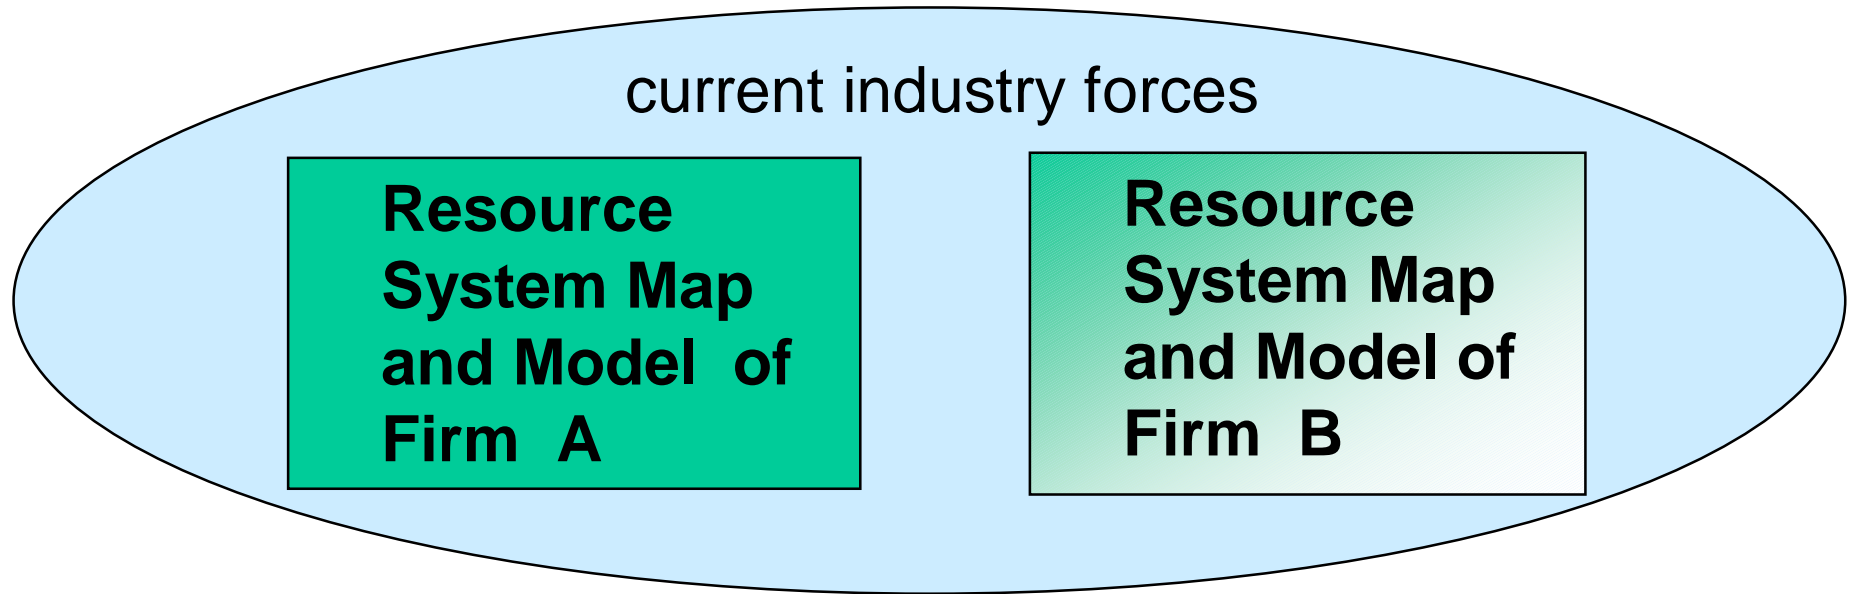 current industry forces
Resource
System Map
and Model  of
Firm  A
Resource
System Map
and Model of
Firm  B